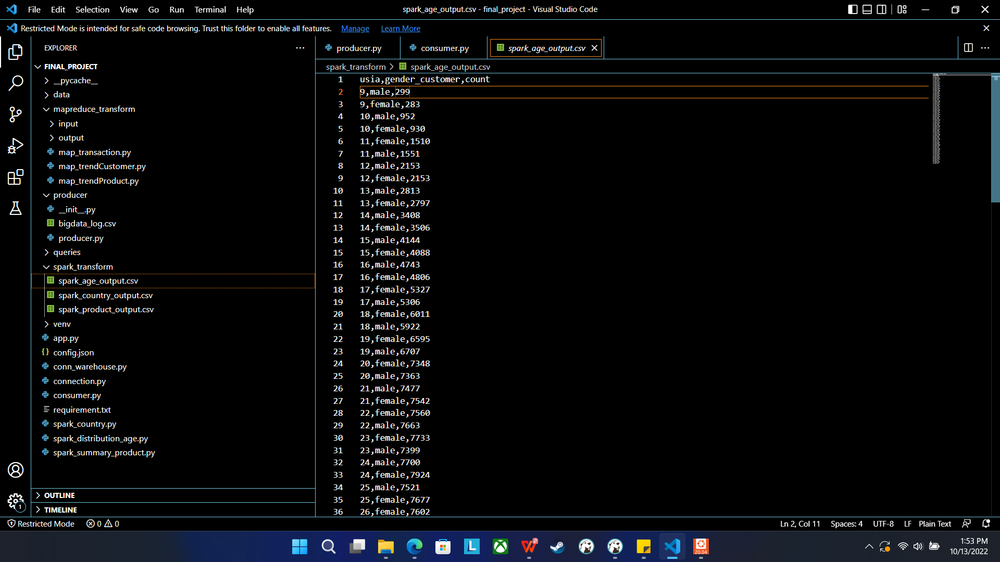 File Edit Selection View Go Run Terminal Help
spark_age_output.csv - final_project - Visual Studio Code
Restricted Mode is intended for safe code browsing. Trust this folder to enable all features. Manage Learn More
EXPLORER
FINAL_PROJECT
__pycache__
data
mapreduce_transform
input
output
map_transaction.py
map_trendCustomer.py
map_trendProduct.py
producer
__init__.py
bigdata_log.csv
producer.py
queries
spark_transform
spark_age_output.csv
spark_country_output.csv
spark_product_output.csv
venv
app.py
config.json
conn_warehouse.py
connection.py
consumer.py
requirement.txt
spark_country.py
spark_distribution_age.py
spark_summary_product.py
OUTLINE
TIMELINE
producer.py consumer.py spark_age_output.csv
spark_transform > spark_age_output.csv
1 usia,gender_customer,count
2 9,male,299
3 9,female,283
4 10,male,952
5 10,female,930
6 11,female,1510
7 11,male,1551
8 12,male,2153
9 12,female,2153
10 13,male,2813
11 13,female,2797
12 14,male,3408
13 14,female,3506
14 15,male,4144
15 15,female,4088
16 16,male,4743
17 16,female,4806
18 17,female,5327
19 17,male,5306
20 18,female,6011
21 18,male,5922
22 19,female,6595
23 19,male,6707
24 20,female,7348
25 20,male,7363
26 21,male,7477
27 21,female,7542
28 22,female,7560
29 22,male,7663
30 23,female,7733
31 23,male,7399
32 24,male,7700
33 24,female,7924
34 25,male,7521
35 25,female,7677
36 26,female,7602
1
Restricted Mode 0 0
Ln 2, Col 11 Spaces: 4 UTF-8 LF Plain Text
L
2
20.04
1:53 PM
10/13/2022